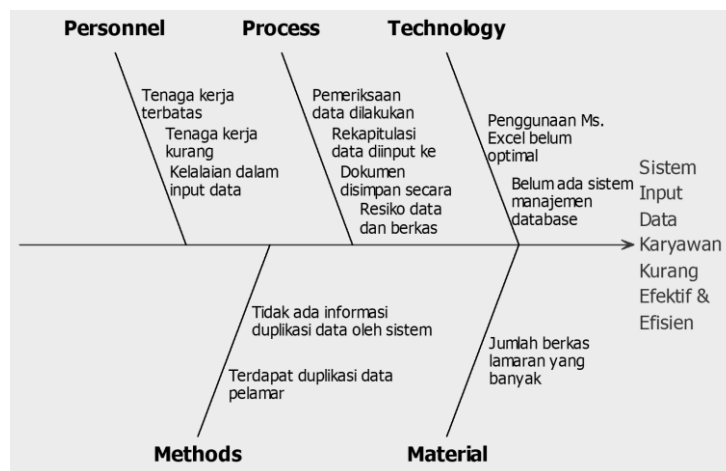 Personnel
Process
Technology
Tenaga kerja
terbatas
Tenaga kerja
kurang
Kelalaian dalam
input data
Pemeriksaan
data dilakukan
Rekapitulasi
data diinput ke
Dokumen
disimpan secara
Resiko data
dan berkas
Penggunaan Ms.
Excel belum
optimal
Belum ada sistem
manajemen
database
Sistem
Input
Data
Karyawan
Kurang
Efektif &
Efisien
Tidak ada informasi
duplikasi data oleh sistem
Terdapat duplikasi data
pelamar
Jumlah berkas
lamaran yang
banyak
Methods
Material